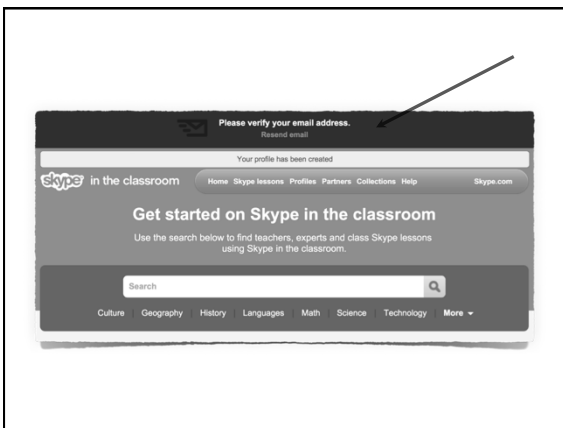 Please verify your email address.
Resend email
Your profile has been created
skype in the classroom
Home Skype lessons Profiles Partners Collections Help Skype.com
Get started on Skype in the classroom
Use the search below to find teachers, experts and class Skype lessons
using Skype in the classroom.
Search
Culture Geography History Languages Math Science Technology More